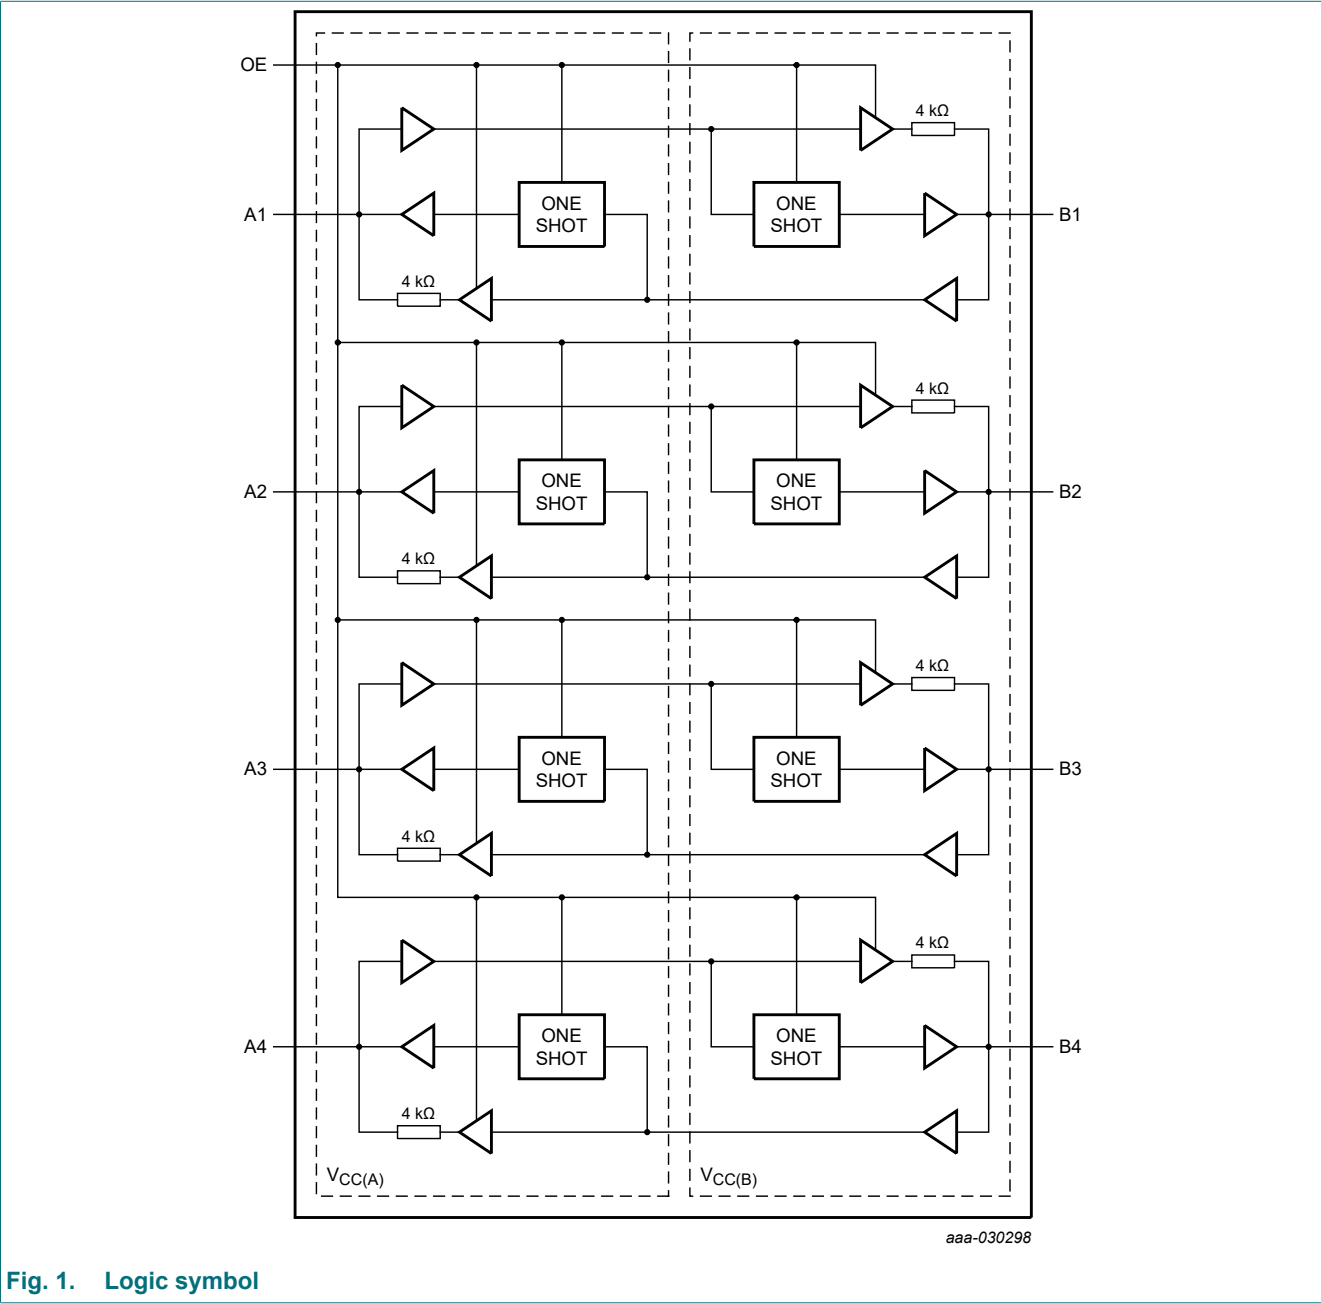 OE
4 kΩ
A1
ONE
SHOT
ONE
SHOT
B1
4 kΩ
4 kΩ
A2
ONE
SHOT
ONE
SHOT
B2
4 kΩ
4 kΩ
A3
ONE
SHOT
ONE
SHOT
B3
4 kΩ
4 kΩ
A4
ONE
SHOT
ONE
SHOT
B4
4 kΩ
VCC(A)
VCC(B)
aaa-030298
Fig. 1. Logic symbol